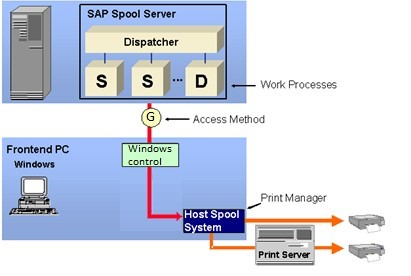 SAP Spool Server
Dispatcher
S S ... D
Work Processes
G
Access Method
Frontend PC
Windows
Windows
control
Print Manager
Host Spool
System
Print Server